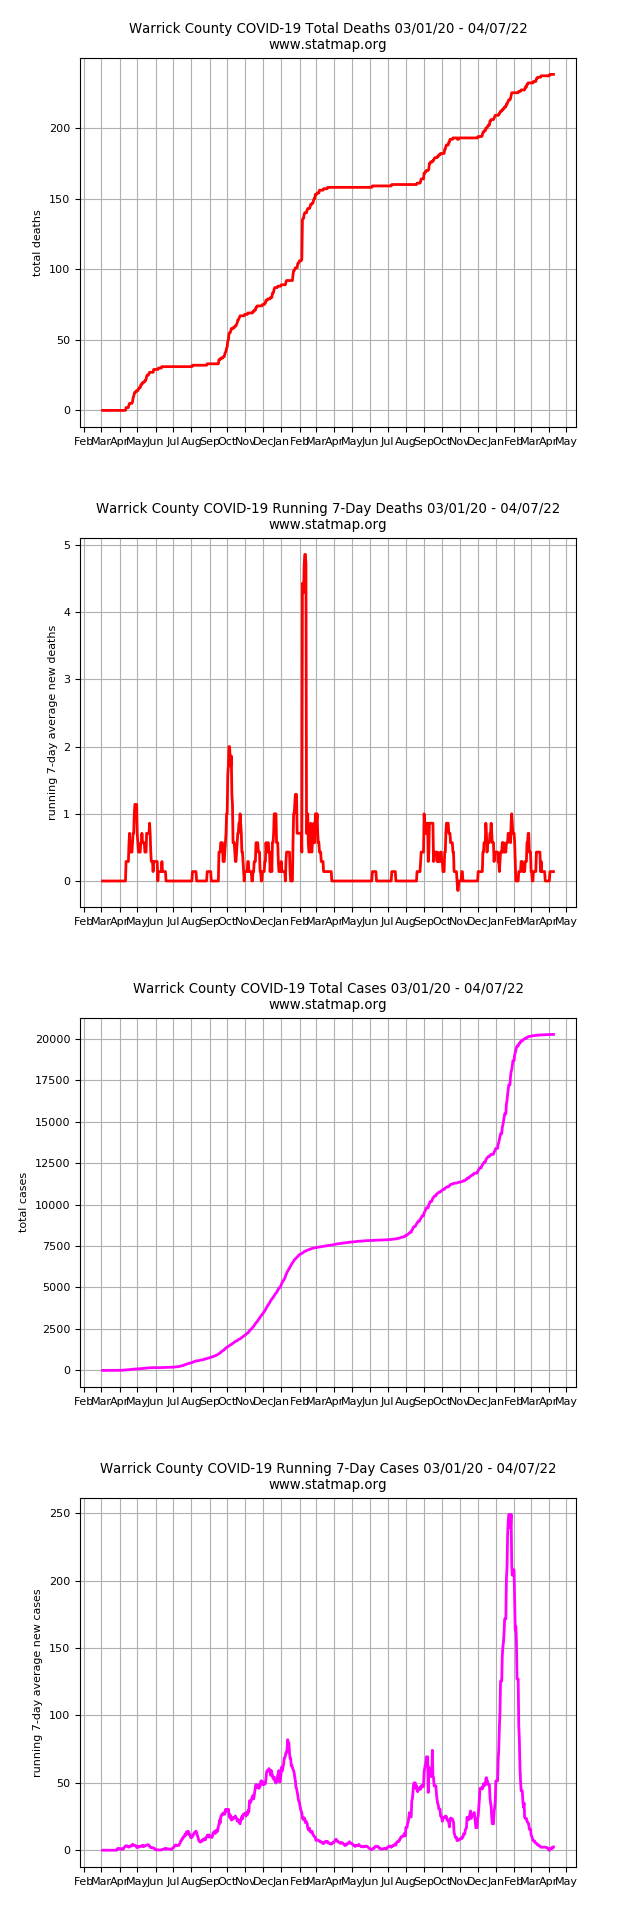 Warrick County COVID-19 Total Deaths 03/01/20 - 04/07/22
www.statmap.org
200
150
100
50
0
total deaths
Feb Mar Apr May Jun Jul Aug Sep Oct Nov Dec Jan Feb Mar Apr May Jun Jul Aug Sep Oct Nov Dec Jan Feb Mar Apr May
Warrick County COVID-19 Running 7-Day Deaths 03/01/20 - 04/07/22
www.statmap.org
5
4
3
2
1
0
running 7-day average new deaths
Feb Mar Apr May Jun Jul Aug Sep Oct Nov Dec Jan Feb Mar Apr May Jun Jul Aug Sep Oct Nov Dec Jan Feb Mar Apr May
Warrick County COVID-19 Total Cases 03/01/20 - 04/07/22
www.statmap.org
20000
17500
15000
12500
10000
7500
5000
2500
0
total cases
Feb Mar Apr May Jun Jul Aug Sep Oct Nov Dec Jan Feb Mar Apr May Jun Jul Aug Sep Oct Nov Dec Jan Feb Mar Apr May
Warrick County COVID-19 Running 7-Day Cases 03/01/20 - 04/07/22
www.statmap.org
250
200
150
100
50
0
running 7-day average new cases
Feb Mar Apr May Jun Jul Aug Sep Oct Nov Dec Jan Feb Mar Apr May Jun Jul Aug Sep Oct Nov Dec Jan Feb Mar Apr May